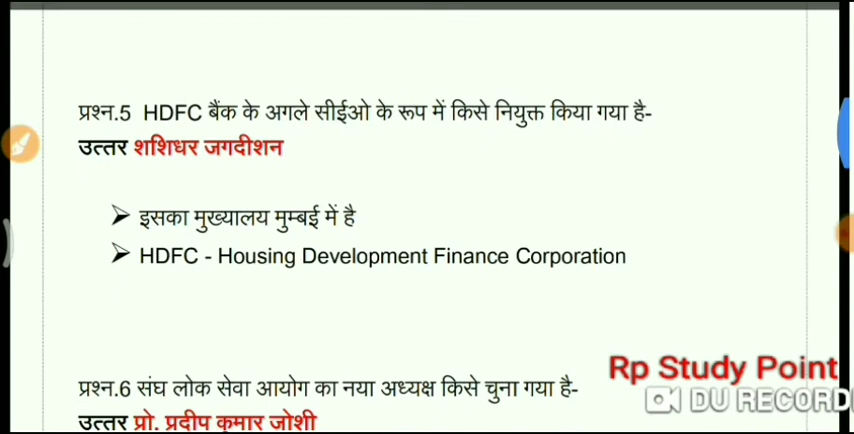 प्रश्न.5 HDFC बैंक के अगले सीईओ के रूप में किसे नियुक्त किया गया है-
उत्तर शशिधर जगदीशन
➢ इसका मुख्यालय मुम्बई में है
➢ HDFC - Housing Development Finance Corporation
Rp Study Point
प्रश्न.6 संघ लोक सेवा आयोग का नया अध्यक्ष किसे चुना गया है-
DU RECORD
उत्तर प्रो. प्रदीप कुमार जोशी